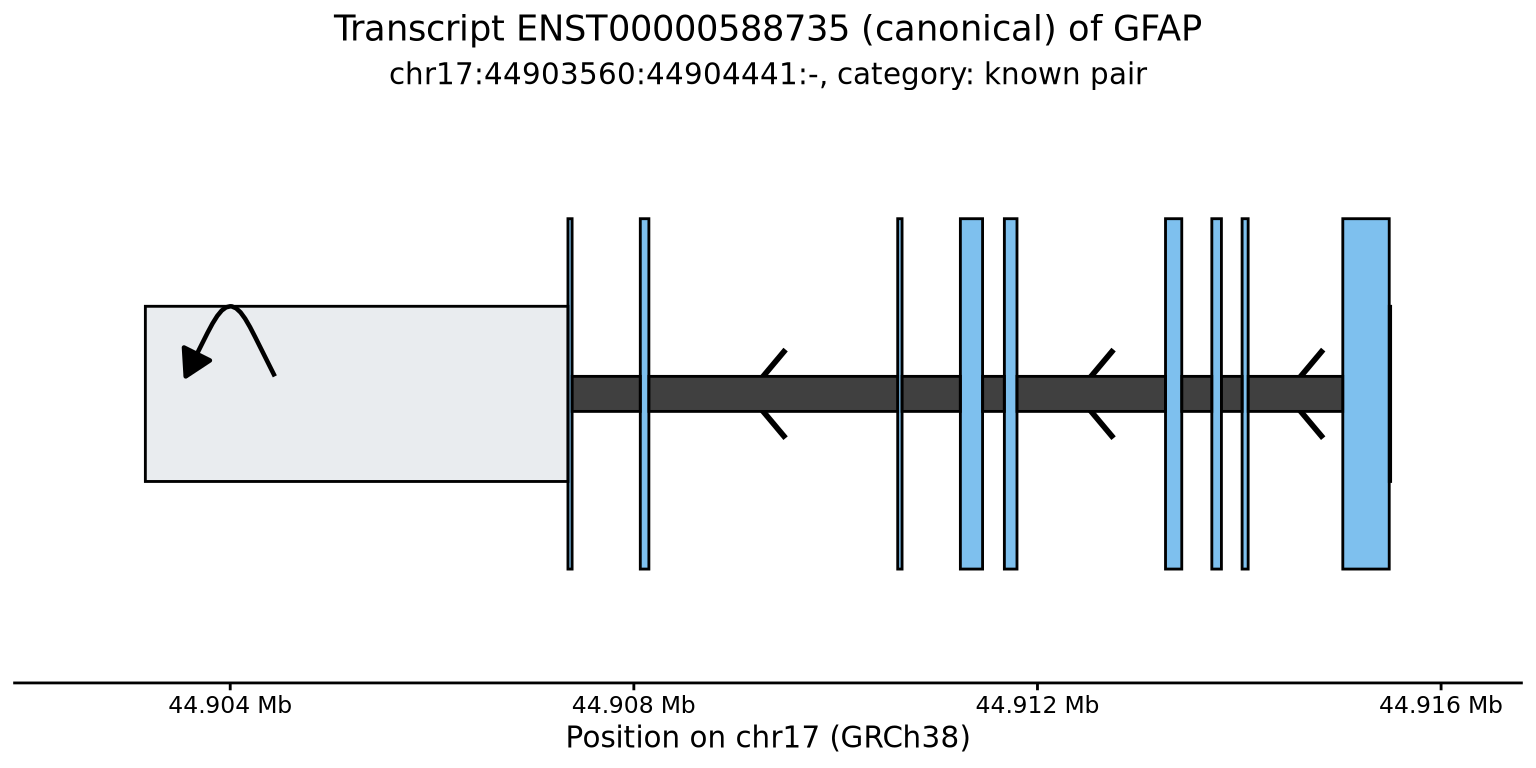 Transcript ENST00000588735 (canonical) of GFAP
chr17:44903560:44904441:-, category: known pair
44.904 Mb
44.908 Mb
44.912 Mb
44.916 Mb
Position on chr17 (GRCh38)